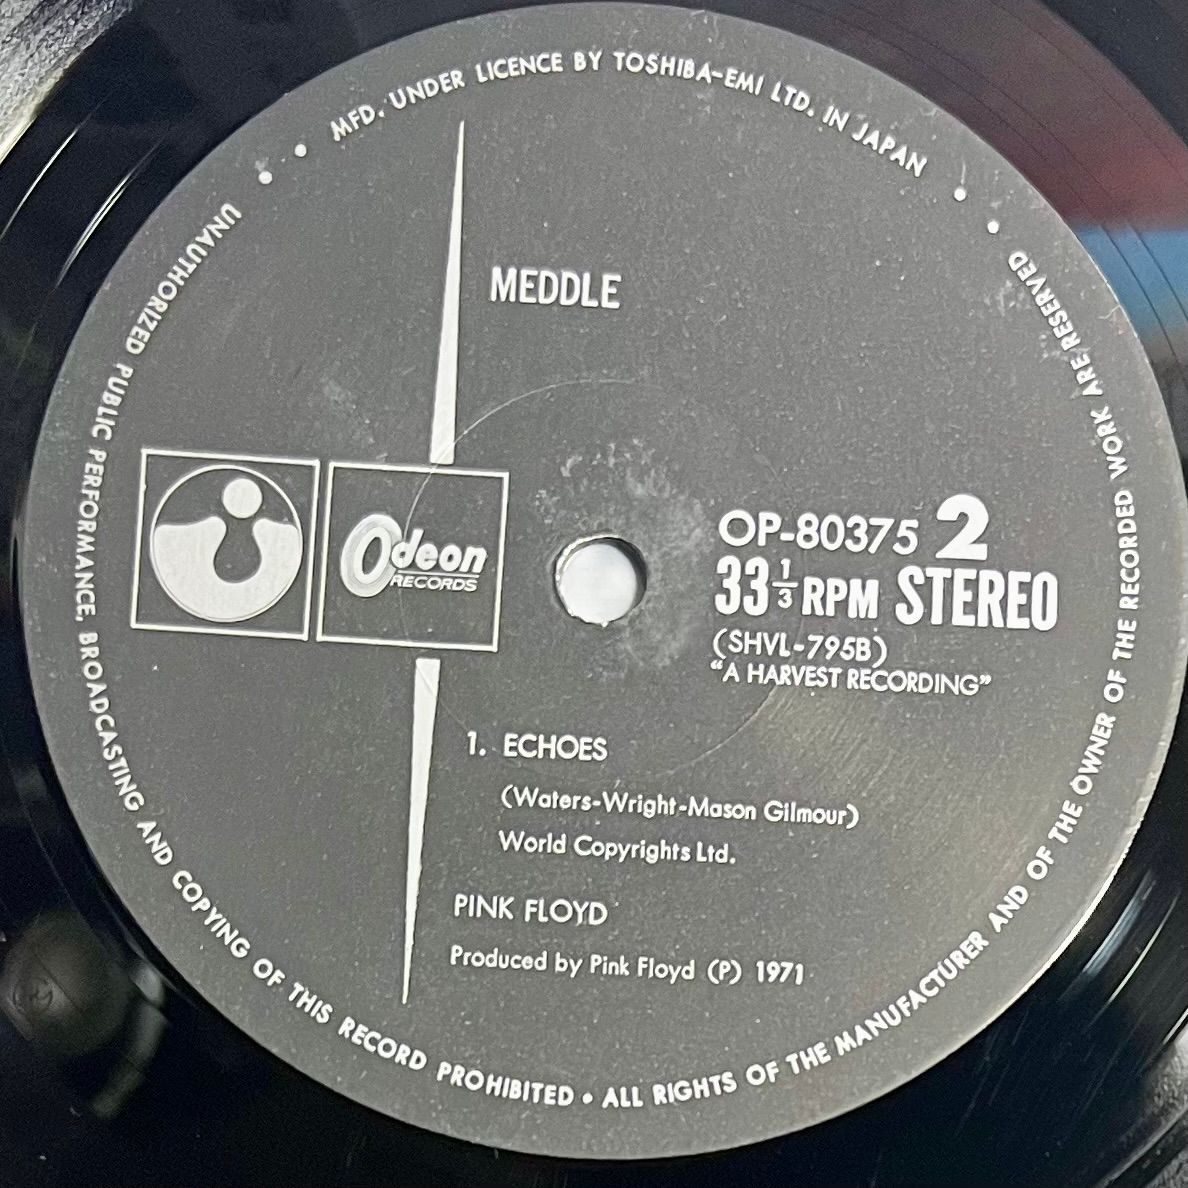 MFD. UNDER LICENCE BY TOSHIBA-EMI LTD. IN JAPAN
MEDDLE
Odeon
RECORDS
OP-80375 2
33 1/3 RPM STEREO
(SHVL-795B)
“A HARVEST RECORDING”
1. ECHOES
(Waters-Wright-Mason Gilmour)
World Copyrights Ltd.
PINK FLOYD
Produced by Pink Floyd (P) 1971
UNAUTHORIZED PUBLIC PERFORMANCE, BROADCASTING AND COPYING OF THIS RECORD PROHIBITED • ALL RIGHTS OF THE MANUFACTURER AND OF THE OWNER OF THE RECORDED WORK ARE RESERVED